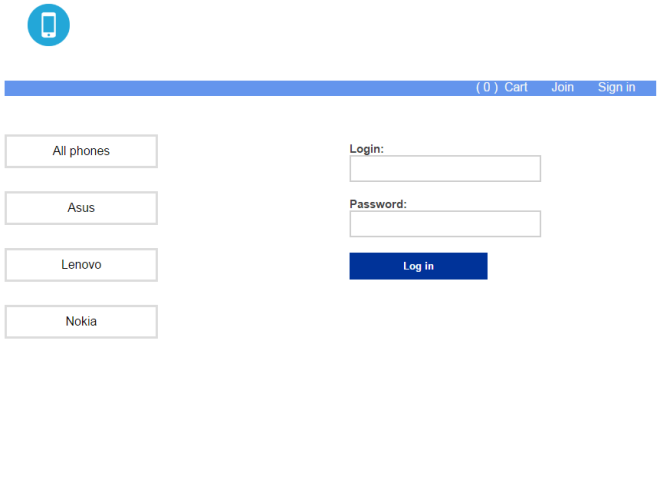 ( 0 ) Cart Join Sign in
All phones
Asus
Lenovo
Nokia
Login:
Password:
Log in